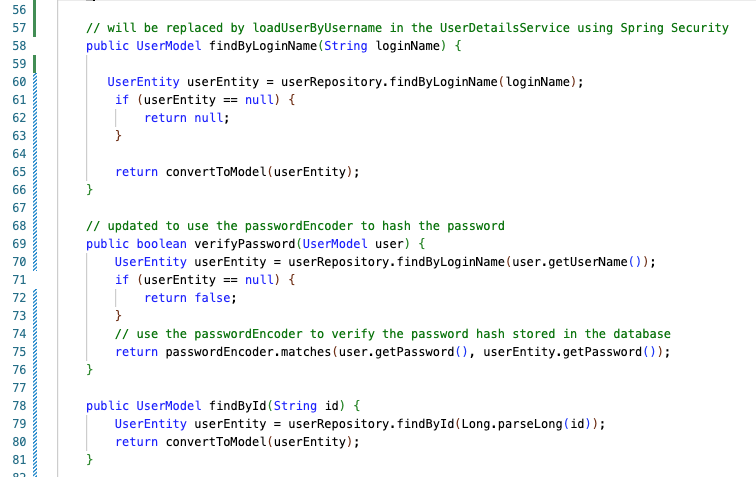 56
57 // will be replaced by loadUserByUsername in the UserDetailsService using Spring Security
58 public UserModel findByLoginName(String loginName) {
59
60 UserEntity userEntity = userRepository.findByLoginName(loginName);
61 if (userEntity == null) {
62 return null;
63 }
64
65 return convertToModel(userEntity);
66 }
67
68 // updated to use the passwordEncoder to hash the password
69 public boolean verifyPassword(UserModel user) {
70 UserEntity userEntity = userRepository.findByLoginName(user.getUserName());
71 if (userEntity == null) {
72 return false;
73 }
74 // use the passwordEncoder to verify the password hash stored in the database
75 return passwordEncoder.matches(user.getPassword(), userEntity.getPassword());
76 }
77
78 public UserModel findById(String id) {
79 UserEntity userEntity = userRepository.findById(Long.parseLong(id));
80 return convertToModel(userEntity);
81 }
82